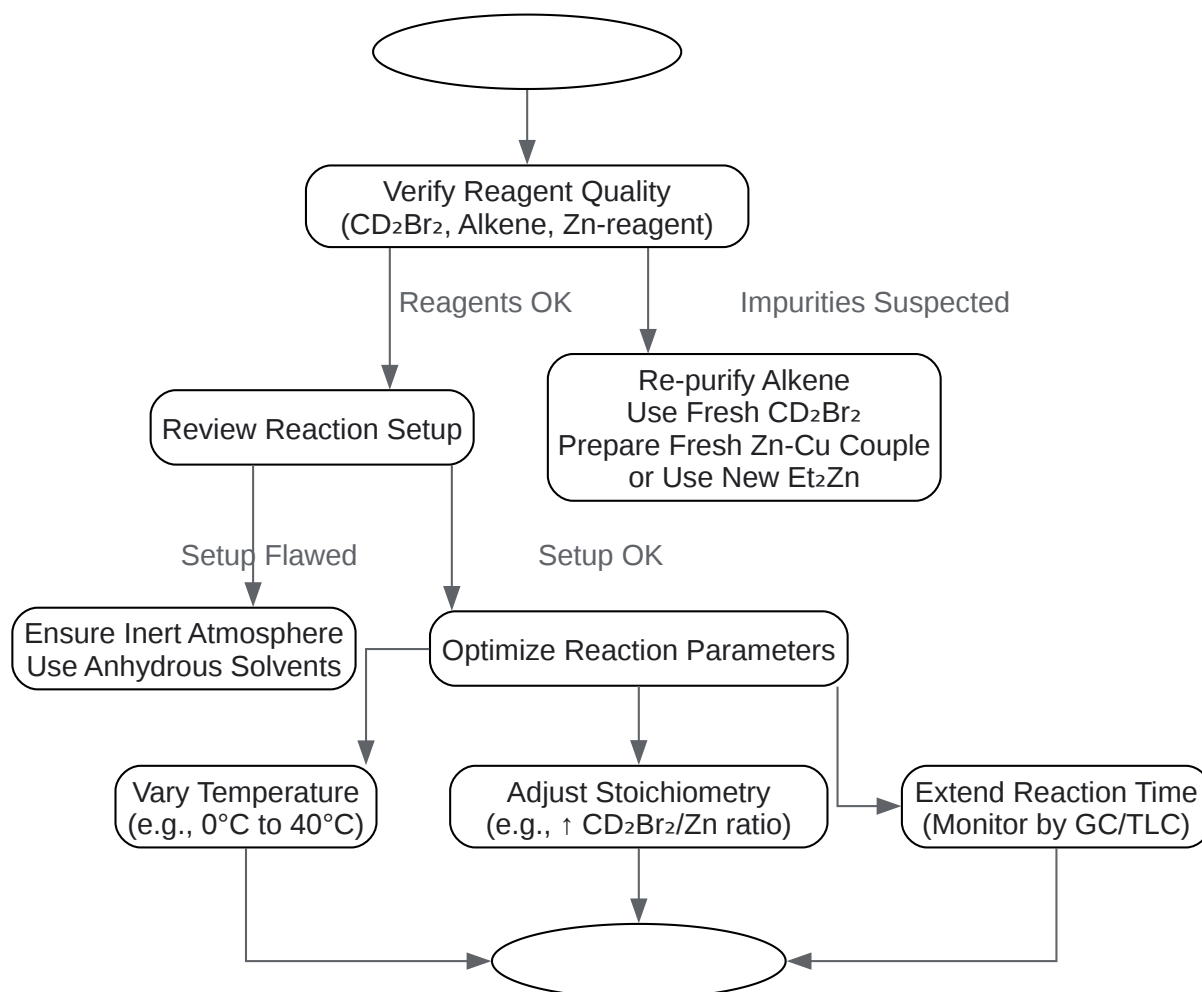 Verify Reagent Quality
(CD₂Br₂, Alkene, Zn-reagent)
Reagents OK
Impurities Suspected
Re-purify Alkene
Use Fresh CD₂Br₂
Prepare Fresh Zn-Cu Couple
or Use New Et₂Zn
Review Reaction Setup
Setup Flawed
Setup OK
Ensure Inert Atmosphere
Use Anhydrous Solvents
Optimize Reaction Parameters
Vary Temperature
(e.g., 0°C to 40°C)
Adjust Stoichiometry
(e.g., ↑ CD₂Br₂/Zn ratio)
Extend Reaction Time
(Monitor by GC/TLC)